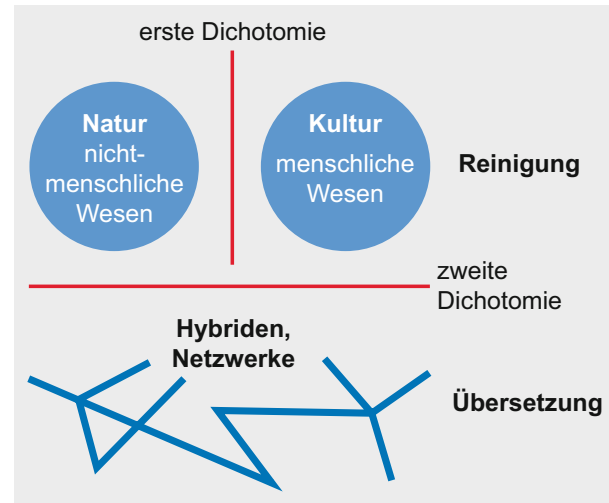 erste Dichotomie
Natur
nicht-
menschliche
Wesen
Kultur
menschliche
Wesen
Reinigung
zweite
Dichotomie
Hybriden,
Netzwerke
Übersetzung